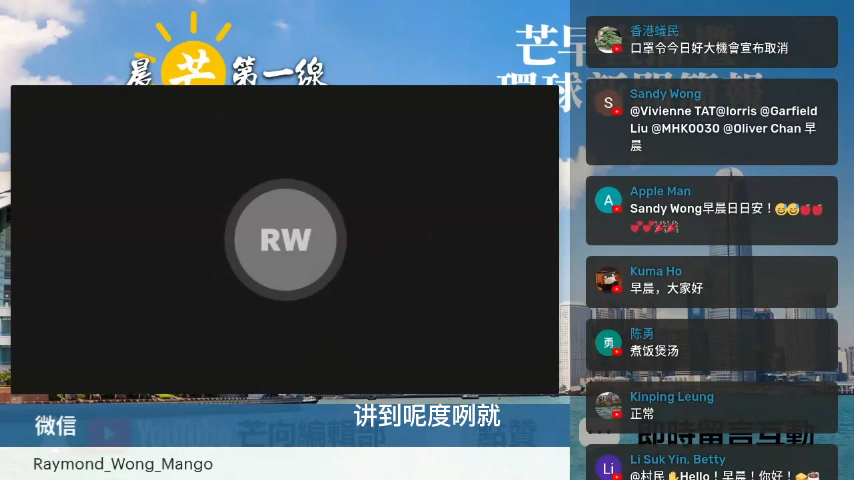 晨芒第一線
芒早
環球
RW
讲到呢度咧就
微信
芒向編輯部
點贊
即時留言互動
Raymond_Wong_Mango
香港蟻民
口罩令今日好大機會宣布取消
Sandy Wong
@Vivienne TAT@lorris @Garfield
Liu @MHK0030 @Oliver Chan 早
晨
Apple Man
Sandy Wong早晨日日安！😅😅🍎🍎
💕💕🎉🎉
Kuma Ho
早晨，大家好
陈勇
煮饭煲汤
Kinping Leung
正常
Li Suk Yin, Betty
@村民✋Hello！早晨！你好！